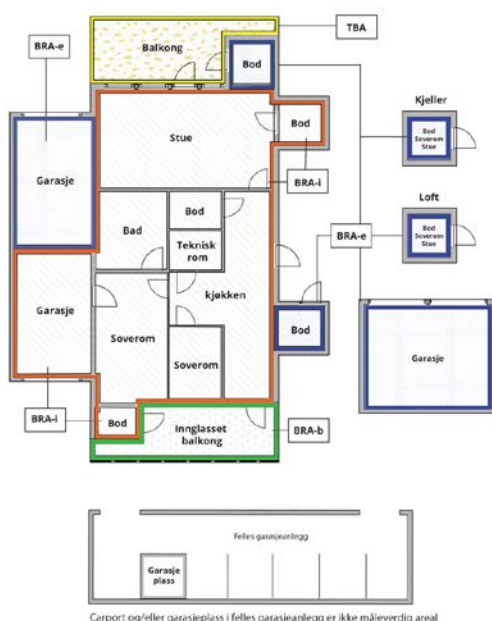 TBA
BRA-e
Balkong
Bod
Kjeller
Bod
Soverom
Stue
Stue
Bod
Garasje
BRA-i
Loft
Bod
Soverom
Stue
Bad
Bod
Teknisk
rom
BRA-e
Garasje
kjøkken
Bod
Soverom
Soverom
Garasje
BRA-i
Bod
Innglasset
balkong
BRA-b
Felles garasjeanlegg
Garasje
plass
Carport og/eller garasjeplass i felles garasjeanlegg er ikke måleverdig areal